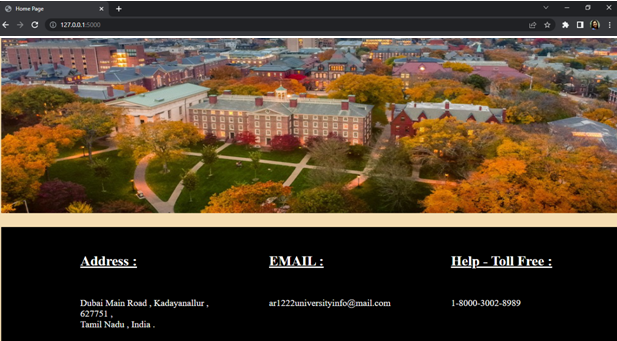 Home Page
127.0.0.1:5000
Address :
EMAIL :
Help - Toll Free :
Dubai Main Road , Kadayanallur ,
627751 ,
Tamil Nadu , India .
ar1222universityinfo@mail.com
1-8000-3002-8989